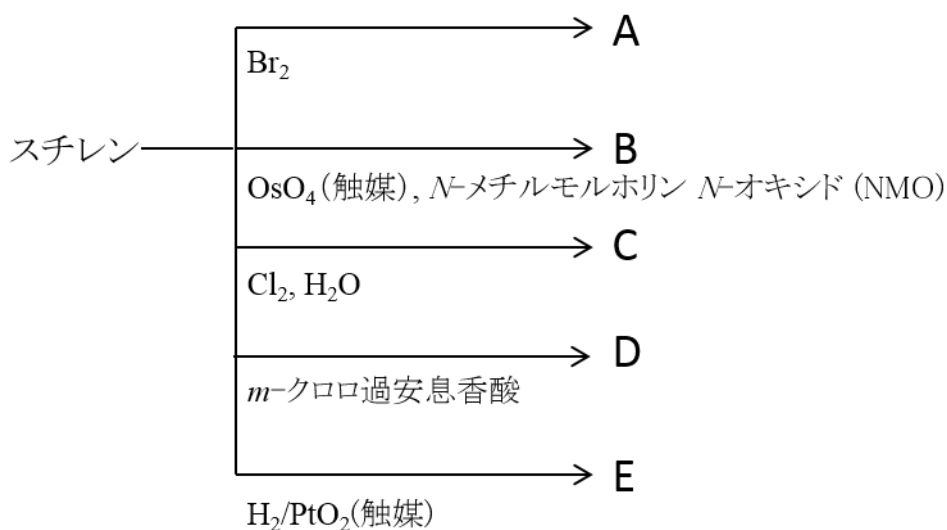 A
Br₂
スチレン
B
OsO₄(触媒), N-メチルモルホリン N-オキシド (NMO)
C
Cl₂, H₂O
D
m-クロロ過安息香酸
E
H₂/PtO₂(触媒)